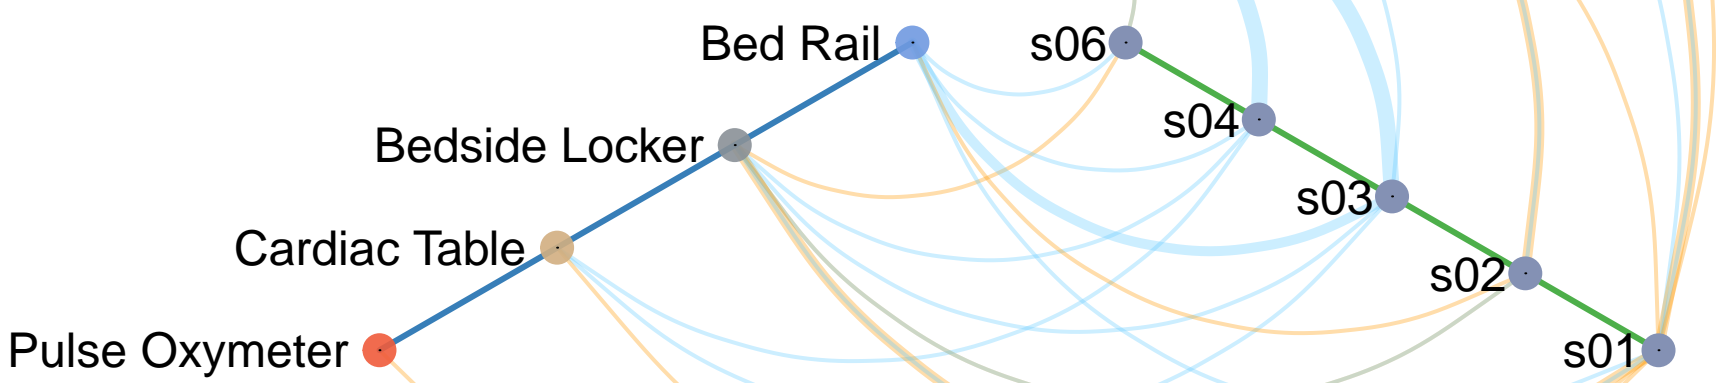 Bed Rail
s06
s04
Bedside Locker
s03
Cardiac Table
s02
Pulse Oxymeter
s01